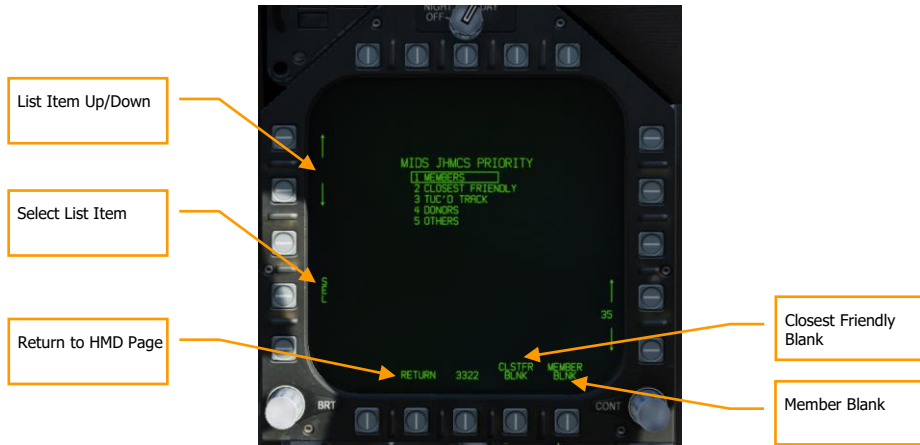 NIGHT DAY
OFF
List Item Up/Down
MIDS JHMCS PRIORITY
1 MEMBERS
2 CLOSEST FRIENDLY
3 TUC'D TRACK
4 DONORS
5 OTHERS
Select List Item
SEL
35
Return to HMD Page
RETURN
3322
CLSTFR
BLNK
MEMBER
BLNK
Closest Friendly
Blank
Member Blank
BRT
CONT